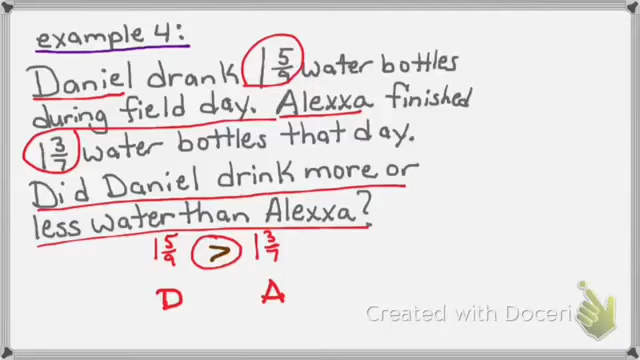 example 4:
Daniel drank 1 5/9 water bottles
during field day. Alexxa finished
1 3/7 water bottles that day.
Did Daniel drink more or
less water than Alexxa?
1 5/9 > 1 3/7
D A
Created with Doceri